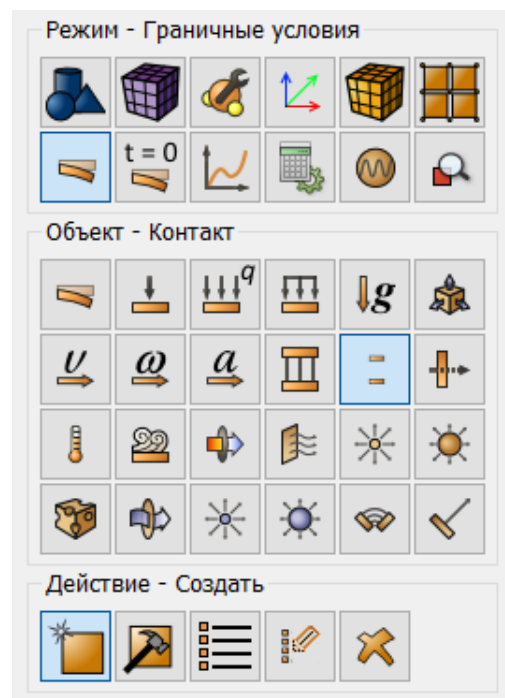 Режим - Граничные условия
t = 0
Объект - Контакт
q
g
υ ω a
Действие - Создать